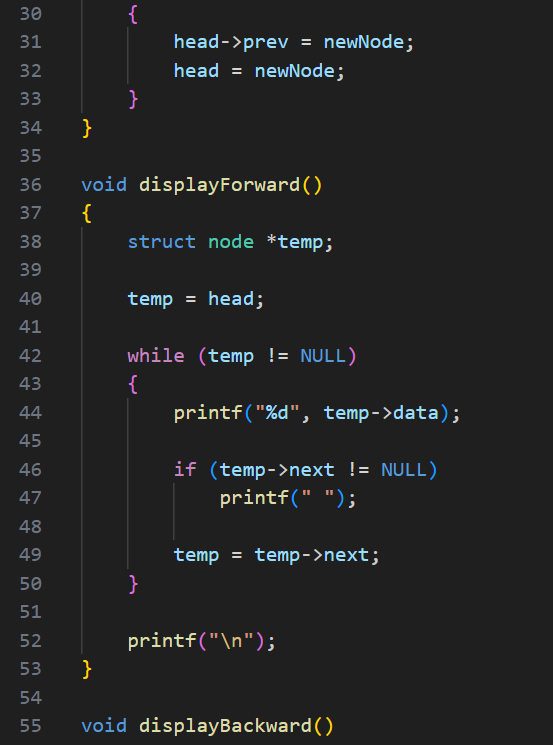 30 {
31 head->prev = newNode;
32 head = newNode;
33 }
34 }
35
36 void displayForward()
37 {
38 struct node *temp;
39
40 temp = head;
41
42 while (temp != NULL)
43 {
44 printf("%d", temp->data);
45
46 if (temp->next != NULL)
47 printf(" ");
48
49 temp = temp->next;
50 }
51
52 printf("\n");
53 }
54
55 void displayBackward()